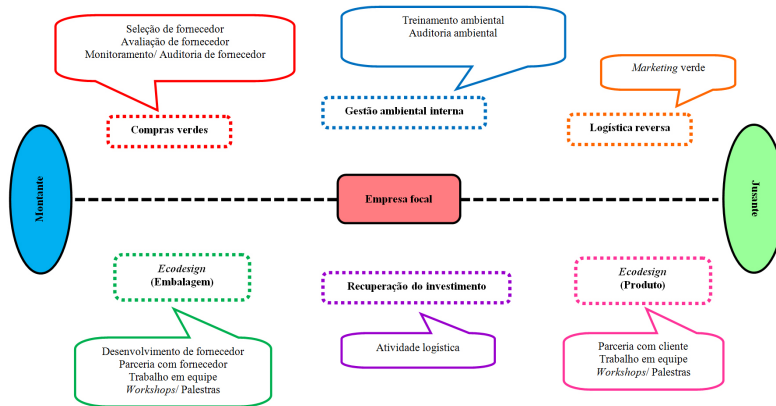 Seleção de fornecedor
Avaliação de fornecedor
Monitoramento/ Auditoria de fornecedor
Treinamento ambiental
Auditoria ambiental
Marketing verde
Compras verdes
Gestão ambiental interna
Logística reversa
Montante
Empresa focal
Jusante
Ecodesign
(Embalagem)
Recuperação do investimento
Ecodesign
(Produto)
Desenvolvimento de fornecedor
Parceria com fornecedor
Trabalho em equipe
Workshops/ Palestras
Atividade logística
Parceria com cliente
Trabalho em equipe
Workshops/ Palestras